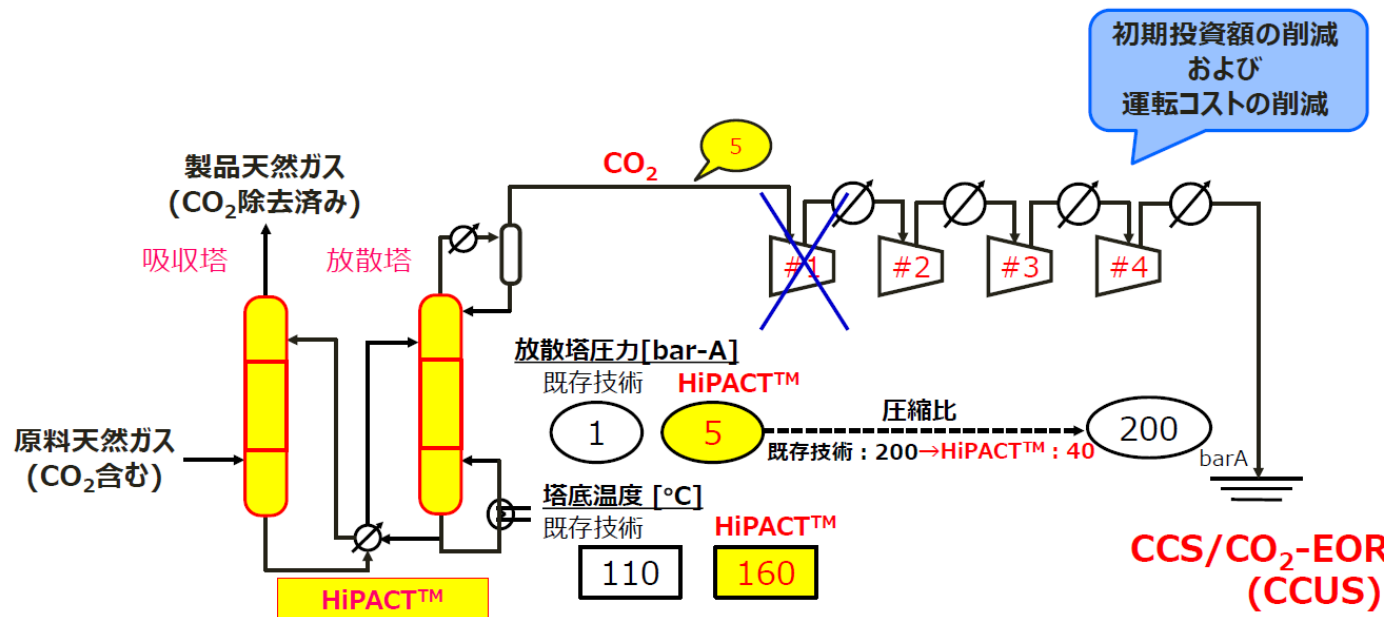 初期投資額の削減
および
運転コストの削減
5
CO₂
製品天然ガス
(CO₂除去済み)
吸収塔
放散塔
#1
#2
#3
#4
放散塔圧力[bar-A]
既存技術
HiPACT™
1
5
圧縮比
200
既存技術：200→HiPACT™：40
barA
原料天然ガス
(CO₂含む)
塔底温度 [°C]
既存技術
HiPACT™
110
160
CCS/CO₂-EOR
(CCUS)
HiPACT™